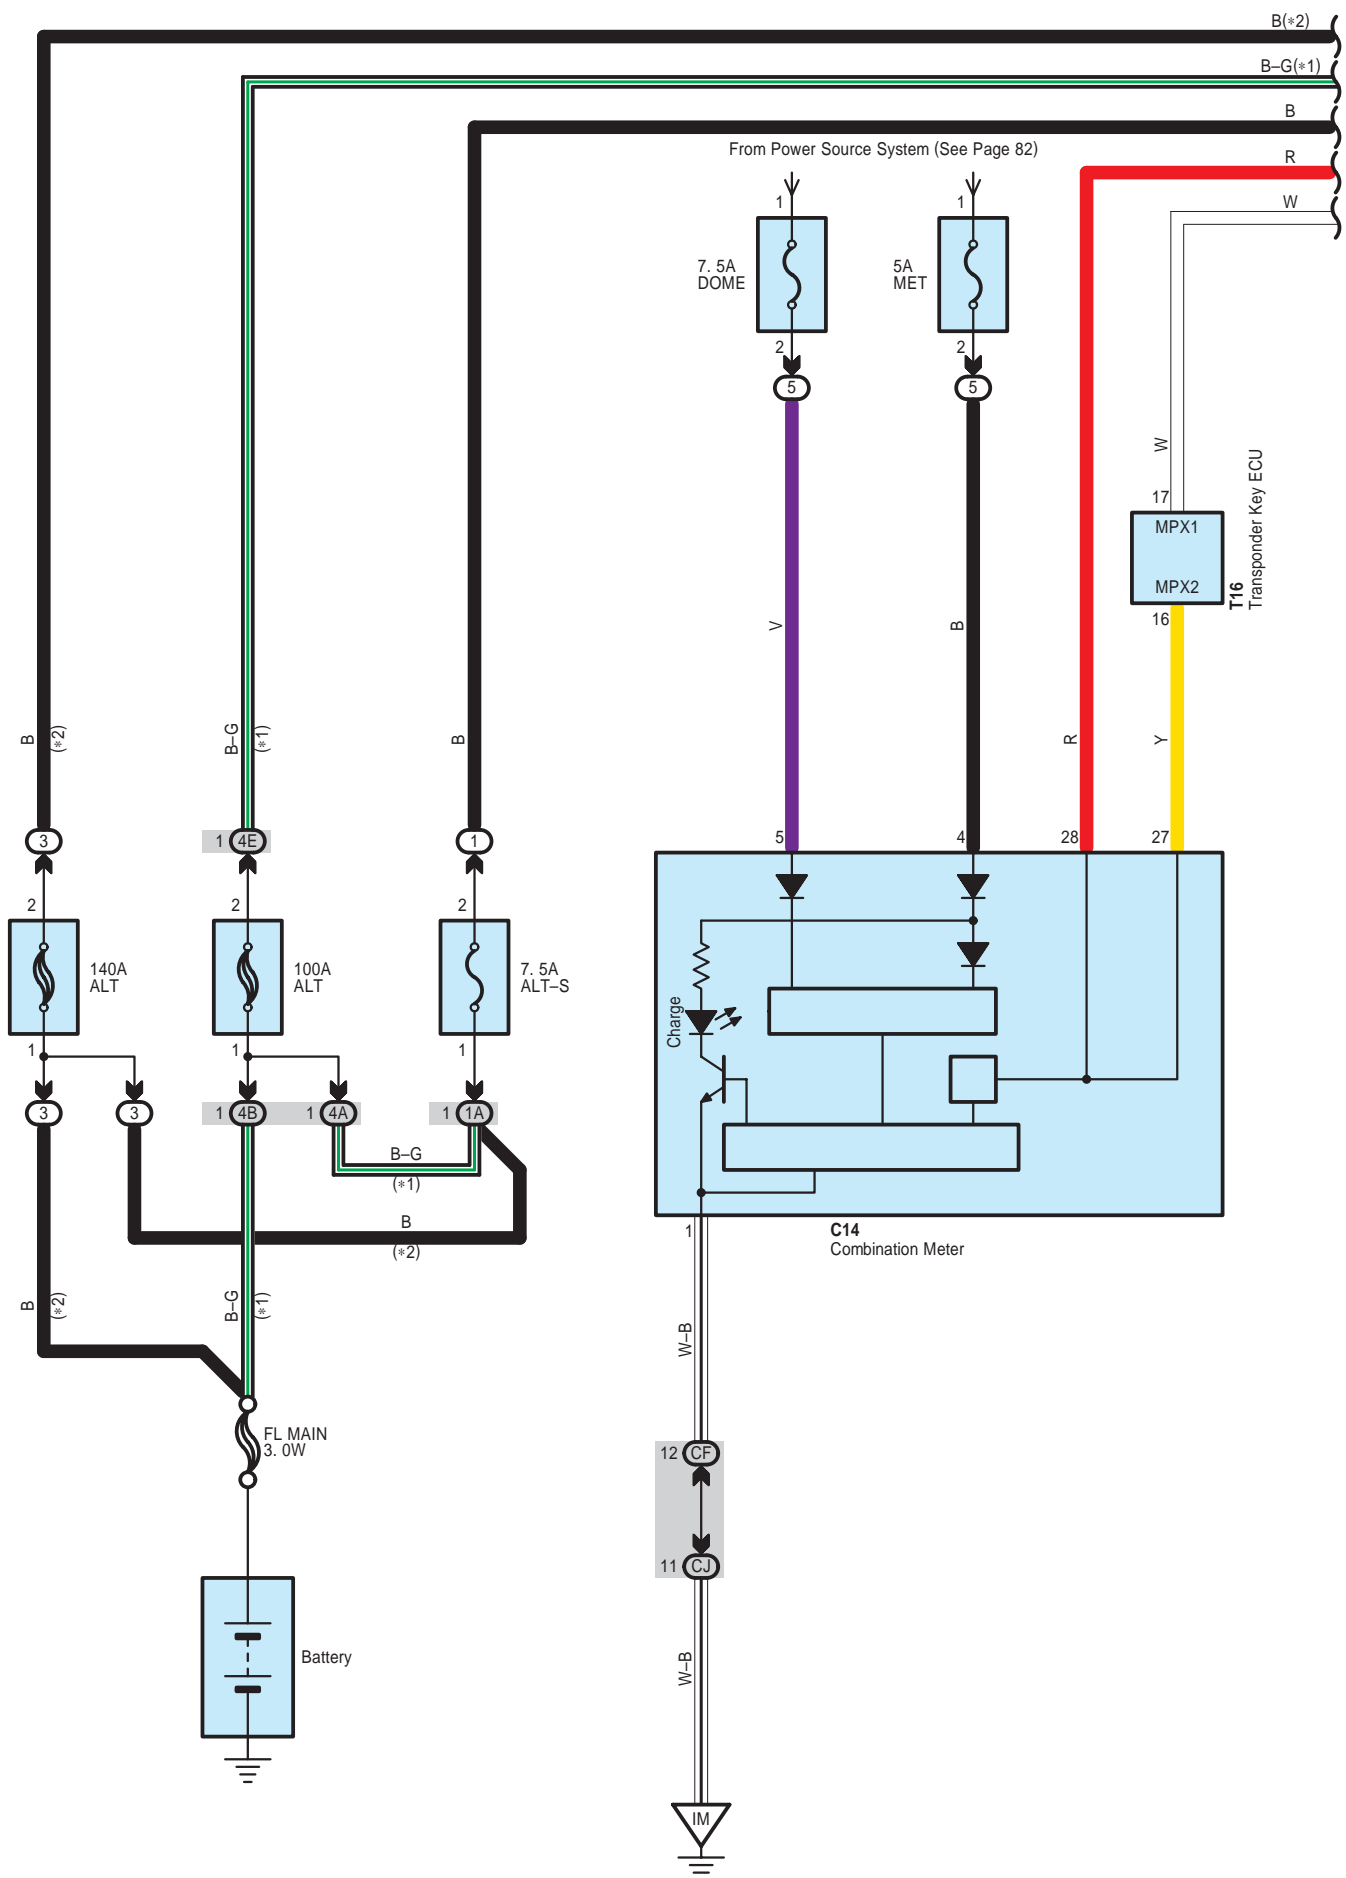 B(*2)
B–G(*1)
B
From Power Source System (See Page 82)
R
W
1
1
7. 5A
DOME
5A
MET
2
2
5
5
W
17
MPX1
MPX2
T16
Transponder Key ECU
16
V
B
B
(*2)
B–G
(*1)
B
R
Y
3
1
4E
1
5
4
28
27
2
2
2
140A
ALT
100A
ALT
7. 5A
ALT–S
Charge
1
1
1
3
3
1
4B
1
4A
1
1A
B–G
(*1)
B
(*2)
1
C14
Combination Meter
B
(*2)
B–G
(*1)
W–B
FL MAIN
3. 0W
12
CF
11
CJ
Battery
W–B
IM